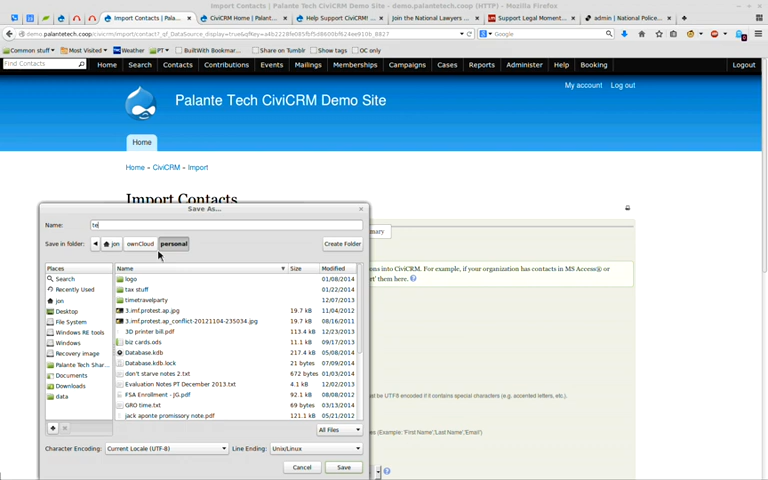 Import Contacts | Palante Tech CiviCRM Demo Site - demo.palantetech.coop (HTTP) - Mozilla Firefox
Import Contacts | Pala... CiviCRM Home | Palant... Help Support CiviCRM! ... Join the National Lawyers ... Support Legal Moment... admin | National Police...
Google
Common stuff Most Visited Weather PT BuiltWith Bookmar... Share on Tumblr Show tags OC only
Find Contacts Home Search Contacts Contributions Events Mailings Memberships Campaigns Cases Reports Administer Help Booking Logout
My account Log out
Palante Tech CiviCRM Demo Site
Home
Home » CiviCRM » Import
Import Contacts
Save As...
Name: te
mary
Save in folder: jon ownCloud personal Create Folder
Places Name Size Modified
Search logo 01/08/2014
Recently Used tax stuff 01/22/2014
jon timetravelparty 12/07/2013
Desktop 3.imf.protest.ap.jpg 19.7 kB 11/04/2012
File System 3.imf.protest.ap_conflict-20121104-235034.jpg 19.7 kB 08/16/2011
Windows RE tools 3D printer bill.pdf 113.4 kB 12/23/2013
Windows biz cards.ods 11.1 kB 09/17/2013
Recovery image Database.kdb 217.4 kB 05/08/2014
Palante Tech Shar... Database.kdb.lock 21 bytes 07/09/2014
Documents don't starve notes 2.txt 672 bytes 01/03/2014
Downloads Evaluation Notes PT December 2013.txt 4.1 kB 12/02/2013
data FSA Enrollment - JG.pdf 92.1 kB 08/08/2012
GRO time.txt 69 bytes 03/13/2014
jack aponte promissory note.pdf 121.1 kB 05/21/2012
ons into CiviCRM. For example, if your organization has contacts in MS Access® or
rt' them here.
st be UTF8 encoded if it contains special characters (e.g. accented letters, etc.).
es (Example: 'First Name','Last Name','Email')
All Files
Character Encoding: Current Locale (UTF-8) Line Ending: Unix/Linux
Cancel Save